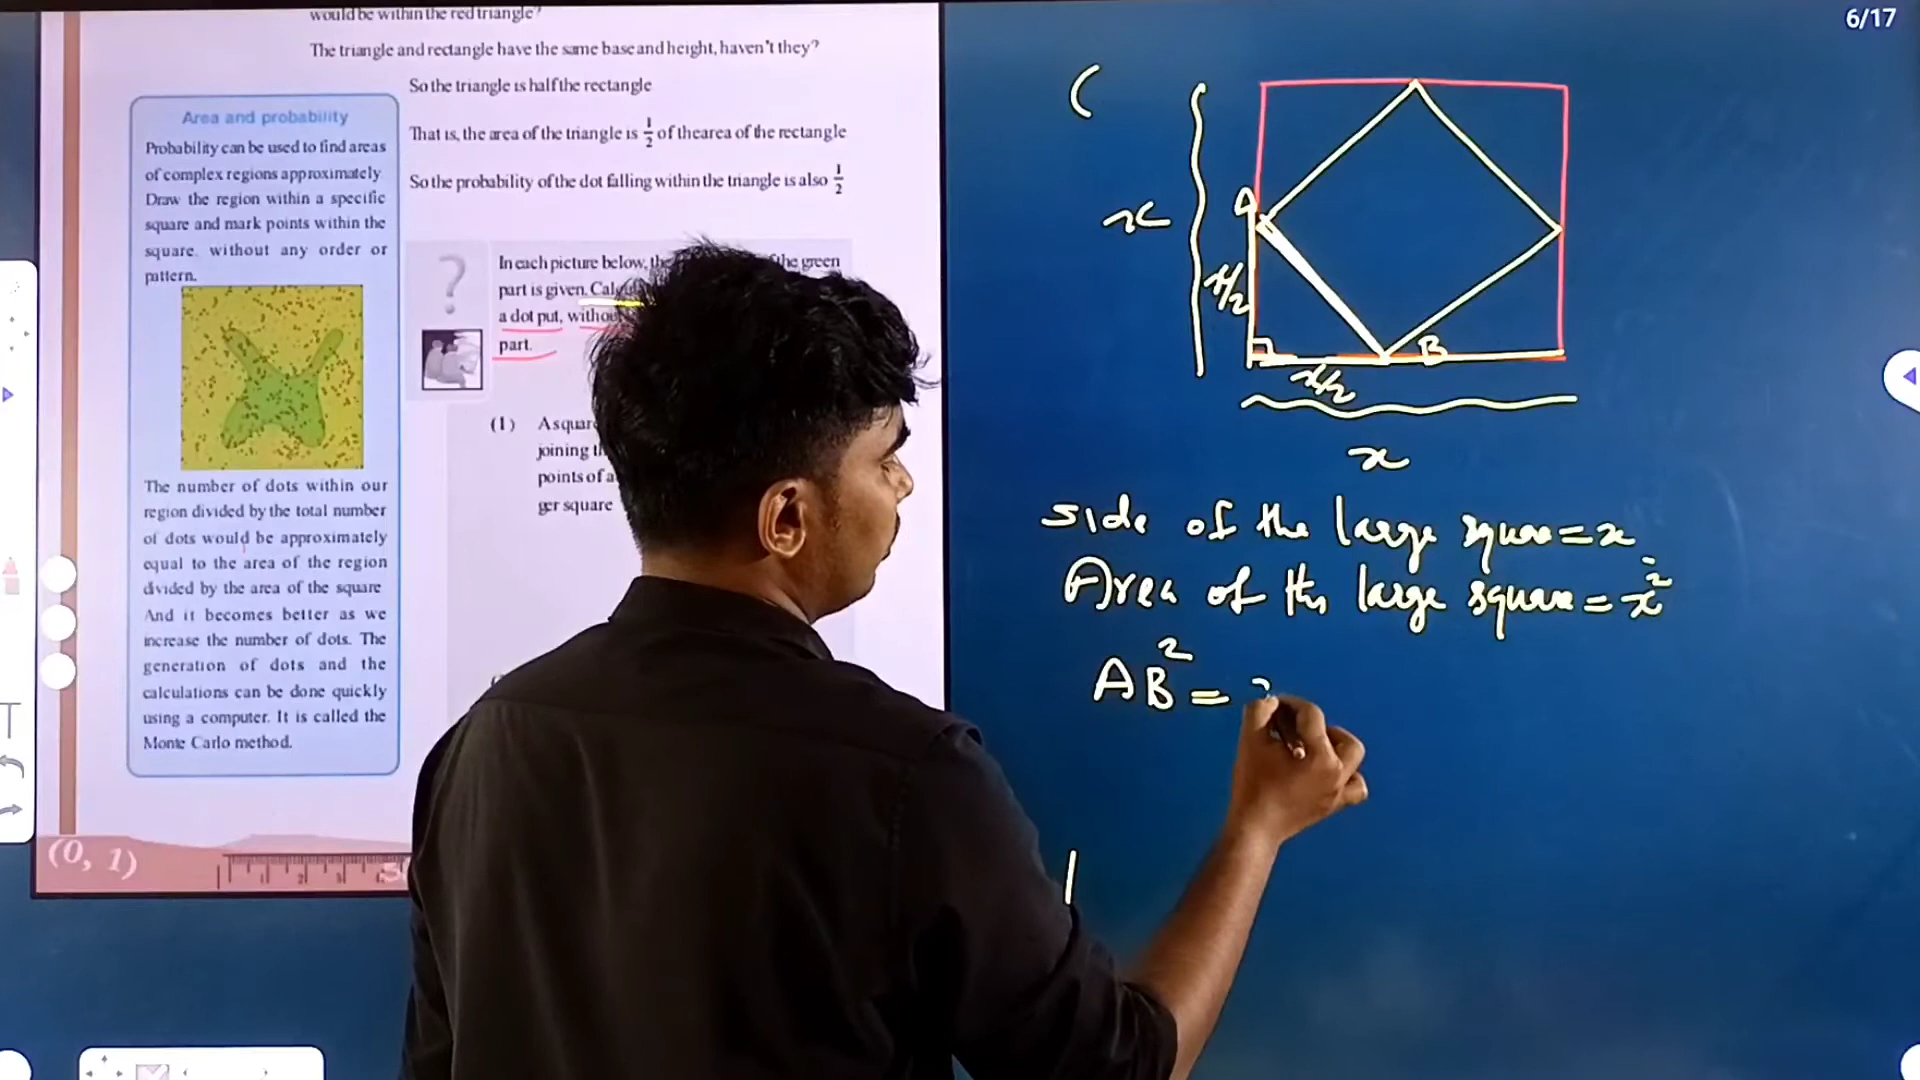 6/17
would be within the red triangle?
The triangle and rectangle have the same base and height, haven't they?
So the triangle is half the rectangle
That is, the area of the triangle is 1/2 of thearea of the rectangle
So the probability of the dot falling within the triangle is also 1/2
Area and probability
Probability can be used to find areas
of complex regions approximately
Draw the region within a specific
square and mark points within the
square, without any order or
pattern.
The number of dots within our
region divided by the total number
of dots would be approximately
equal to the area of the region
divided by the area of the square
And it becomes better as we
increase the number of dots. The
generation of dots and the
calculations can be done quickly
using a computer. It is called the
Monte Carlo method.
?
In each picture below, the green
part is given.
a dot put,
part.
(1) A
joining
points of a
ger square
(0, 1)
(
x
A
x/2
B
x/2
x
Side of the large square = x
Area of the large square = x²
AB² =